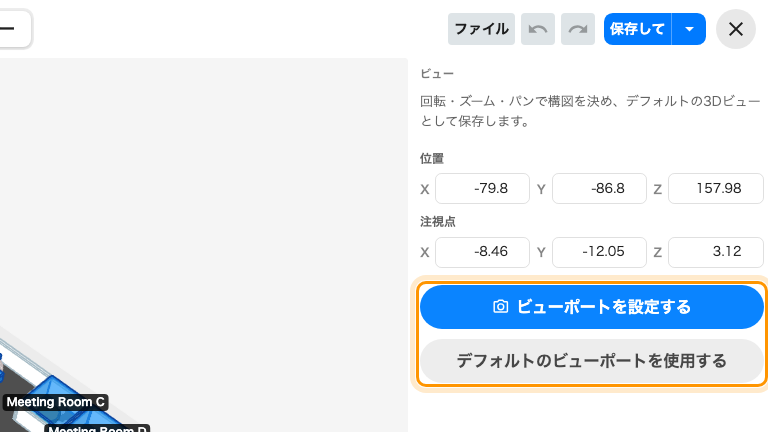 ファイル
保存して
ビュー
回転・ズーム・パンで構図を決め、デフォルトの3Dビュー
として保存します。
位置
X -79.8 Y -86.8 Z 157.98
注視点
X -8.46 Y -12.05 Z 3.12
ビューポートを設定する
デフォルトのビューポートを使用する
Meeting Room C
Meeting Room D